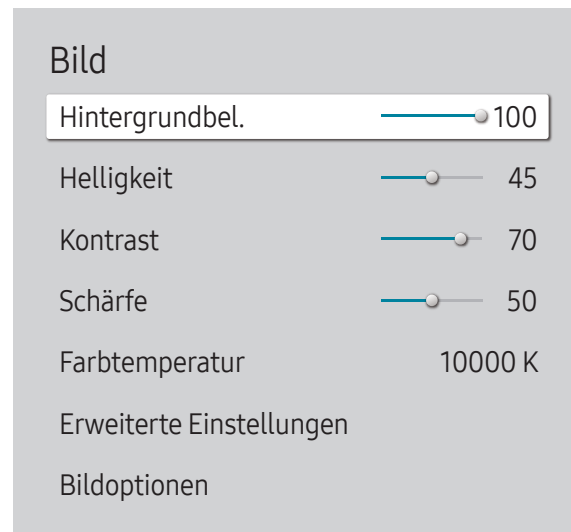 Bild
Hintergrundbel. 100
Helligkeit 45
Kontrast 70
Schärfe 50
Farbtemperatur 10000 K
Erweiterte Einstellungen
Bildoptionen